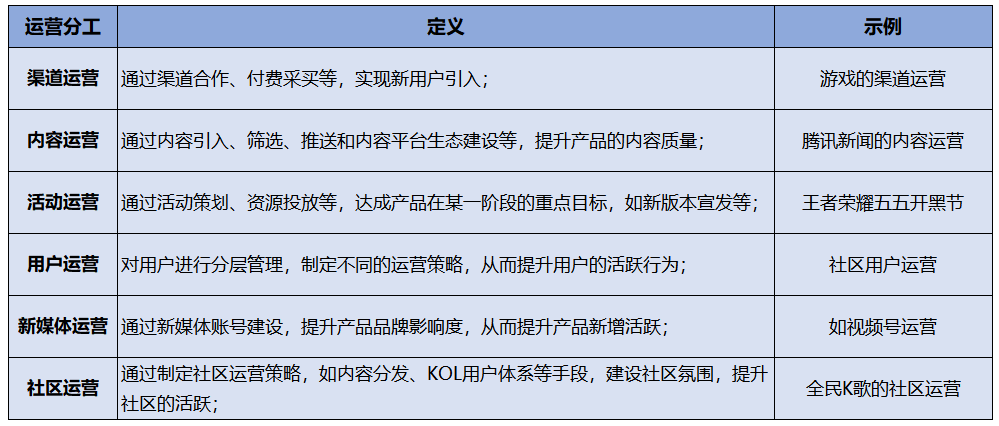 运营分工 定义 示例
渠道运营 通过渠道合作、付费采买等，实现新用户引入； 游戏的渠道运营
内容运营 通过内容引入、筛选、推送和内容平台生态建设等，提升产品的内容质量； 腾讯新闻的内容运营
活动运营 通过活动策划、资源投放等，达成产品在某一阶段的重点目标，如新版本宣发等； 王者荣耀五五开黑节
用户运营 对用户进行分层管理，制定不同的运营策略，从而提升用户的活跃行为； 社区用户运营
新媒体运营 通过新媒体账号建设，提升产品品牌影响度，从而提升产品新增活跃； 如视频号运营
社区运营 通过制定社区运营策略，如内容分发、KOL用户体系等手段，建设社区氛围，提升
社区的活跃； 全民K歌的社区运营